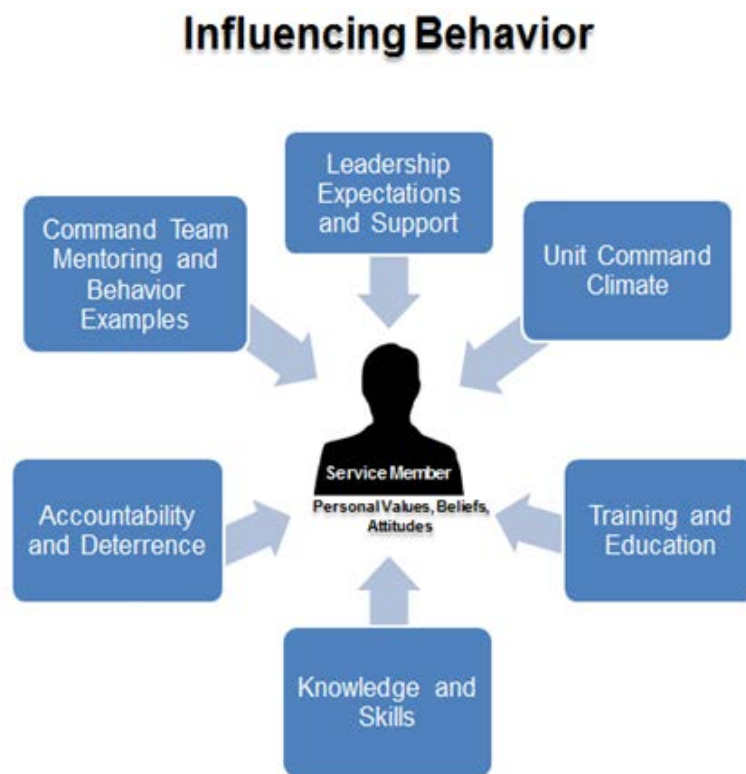 Influencing Behavior
Leadership
Expectations
and Support
Command Team
Mentoring and
Behavior
Examples
Unit Command
Climate
Service Member
Personal Values, Beliefs,
Attitudes
Accountability
and Deterrence
Training and
Education
Knowledge and
Skills